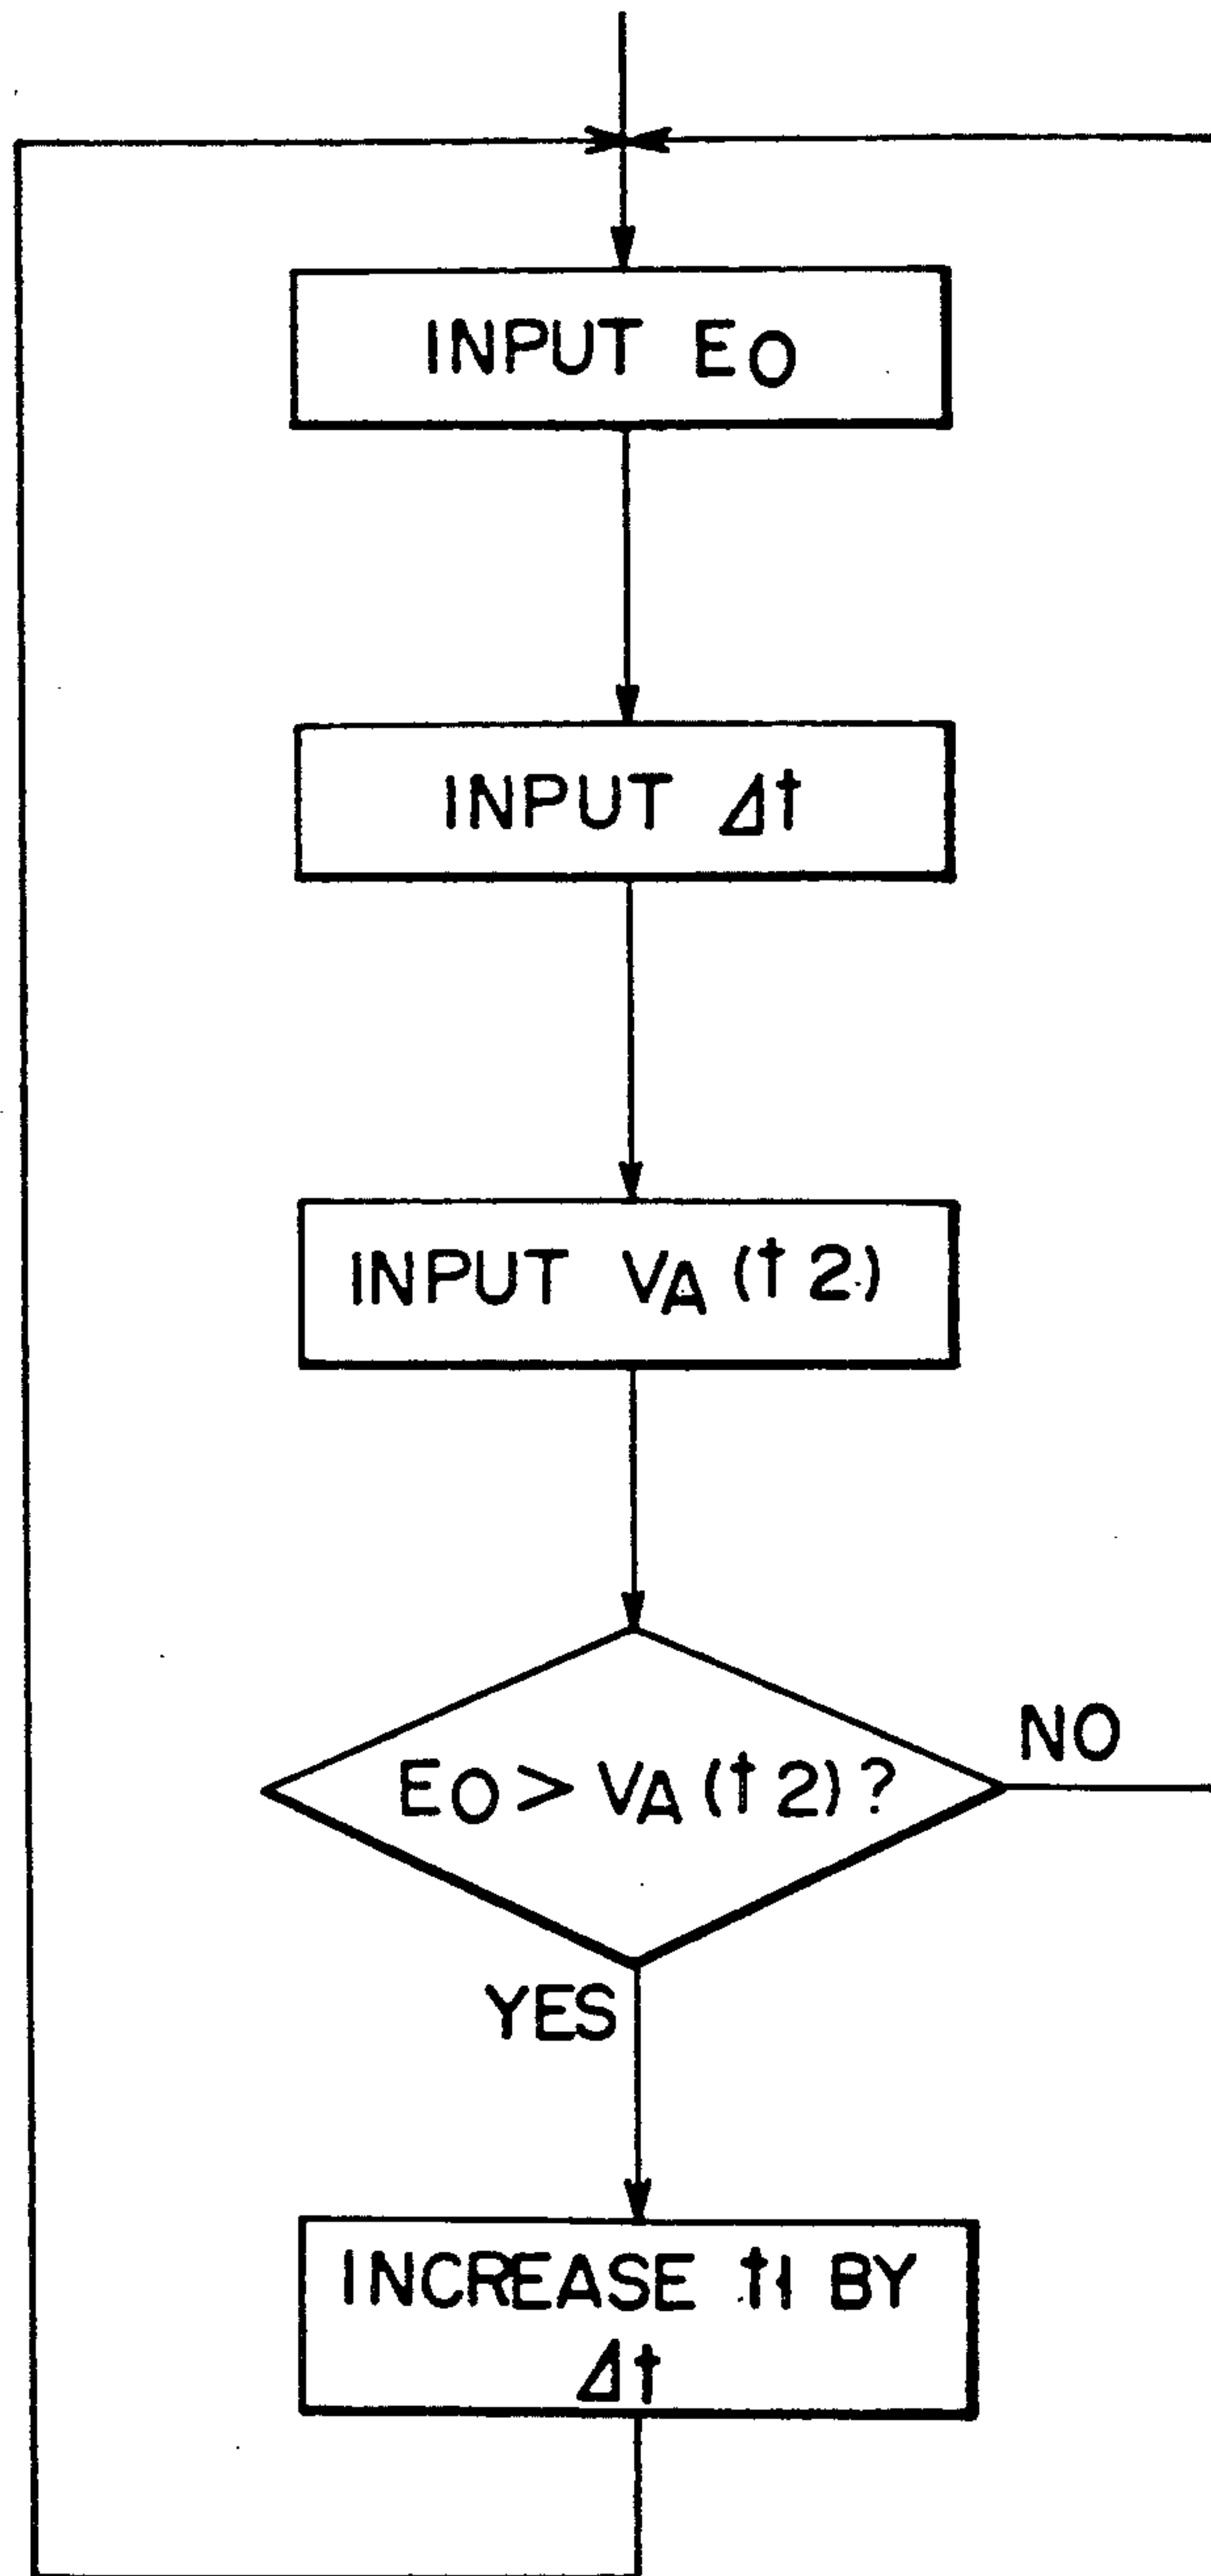 INPUT EO
INPUT Δt
INPUT VA (t2)
EO > VA (t2) ?
NO
YES
INCREASE t1 BY
Δt